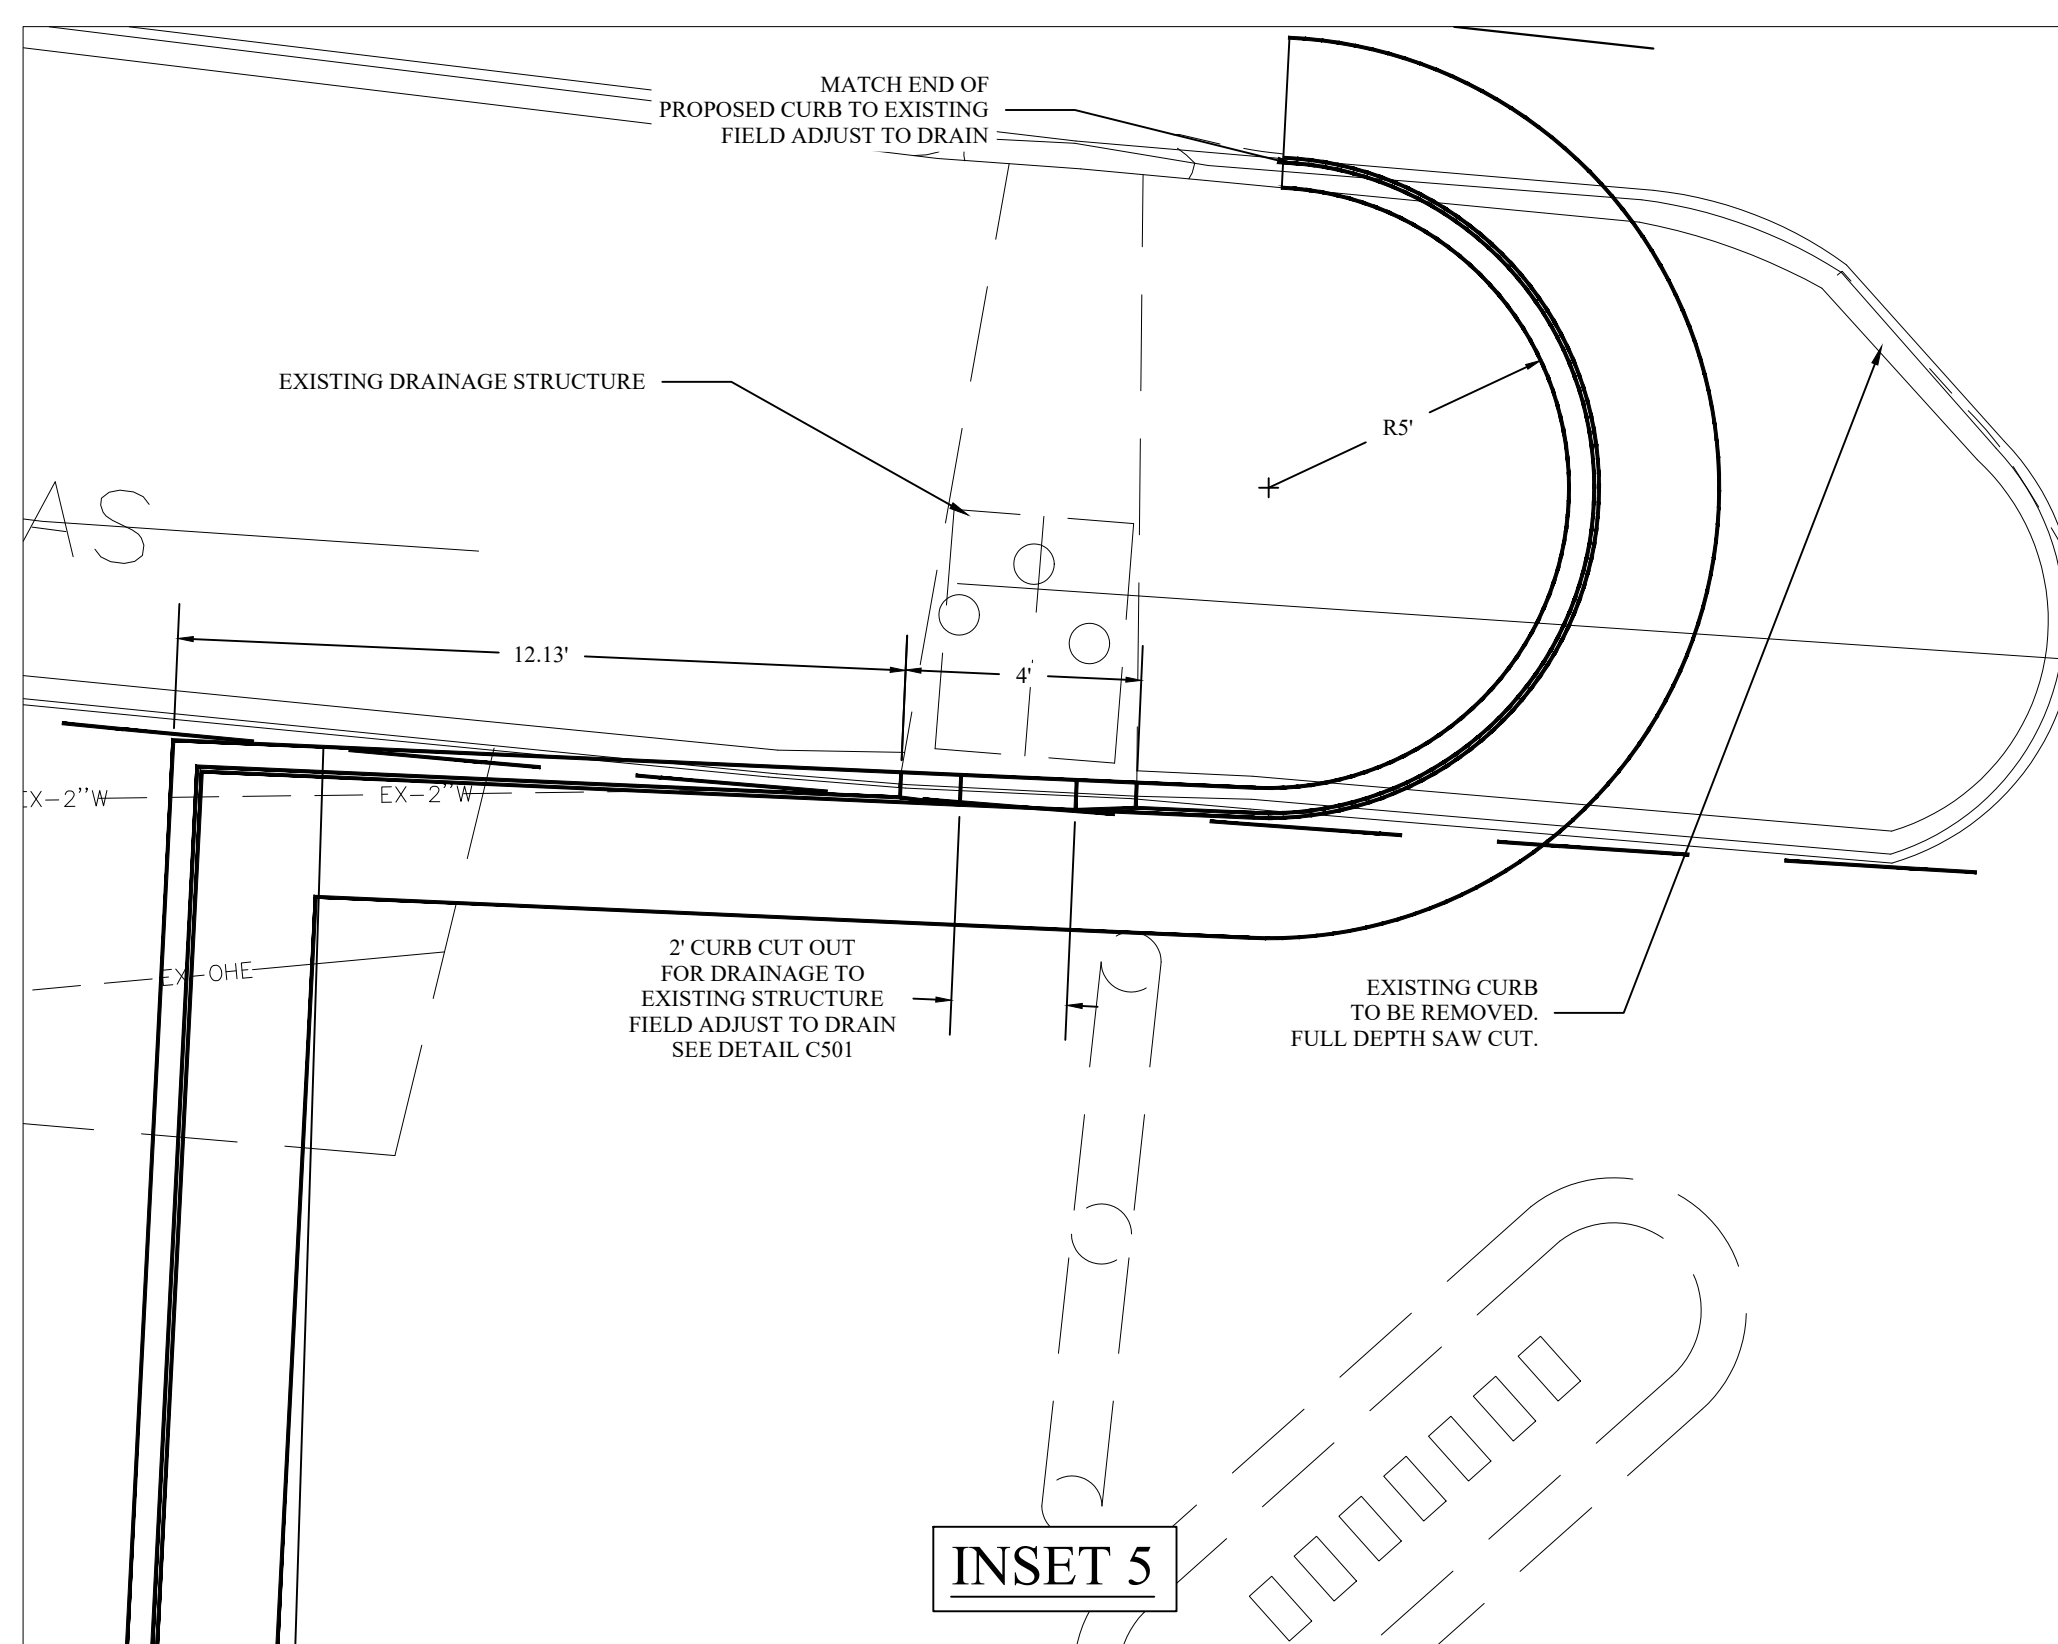 MATCH END OF
PROPOSED CURB TO EXISTING
FIELD ADJUST TO DRAIN
EXISTING DRAINAGE STRUCTURE
R5'
AS
12.13'
4'
EX-2''W
EX-2''W
2' CURB CUT OUT
FOR DRAINAGE TO
EXISTING STRUCTURE
FIELD ADJUST TO DRAIN
SEE DETAIL C501
EX-OHE
EXISTING CURB
TO BE REMOVED.
FULL DEPTH SAW CUT.
INSET 5